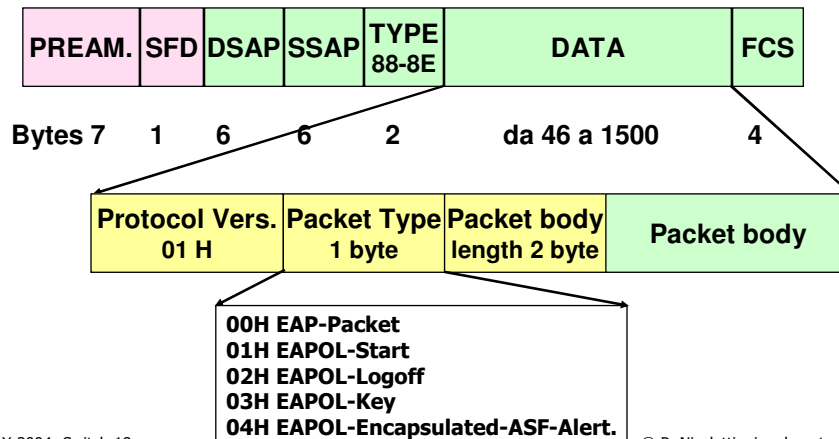 PREAM. SFD DSAP SSAP TYPE 88-8E DATA FCS
Bytes 7 1 6 6 2 da 46 a 1500 4
Protocol Vers. 01 H Packet Type 1 byte Packet body length 2 byte Packet body
00H EAP-Packet
01H EAPOL-Start
02H EAPOL-Logoff
03H EAPOL-Key
04H EAPOL-Encapsulated-ASF-Alert.